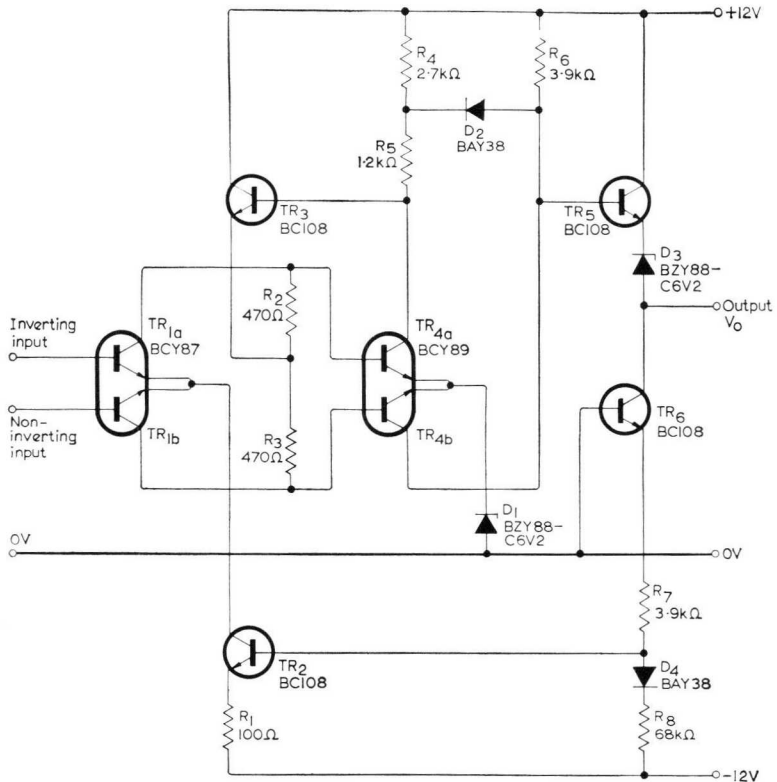 +12V
R4
2·7kΩ
R6
3·9kΩ
D2
BAY38
R5
1·2kΩ
TR3
BC108
TR5
BC108
D3
BZY88-
C6V2
Output
Vo
R2
470Ω
Inverting
input
TR1a
BCY87
TR4a
BCY89
TR6
BC108
Non-
inverting
input
TR1b
R3
470Ω
TR4b
D1
BZY88-
C6V2
0V
0V
R7
3·9kΩ
TR2
BC108
D4
BAY38
R1
100Ω
R8
68kΩ
-12V